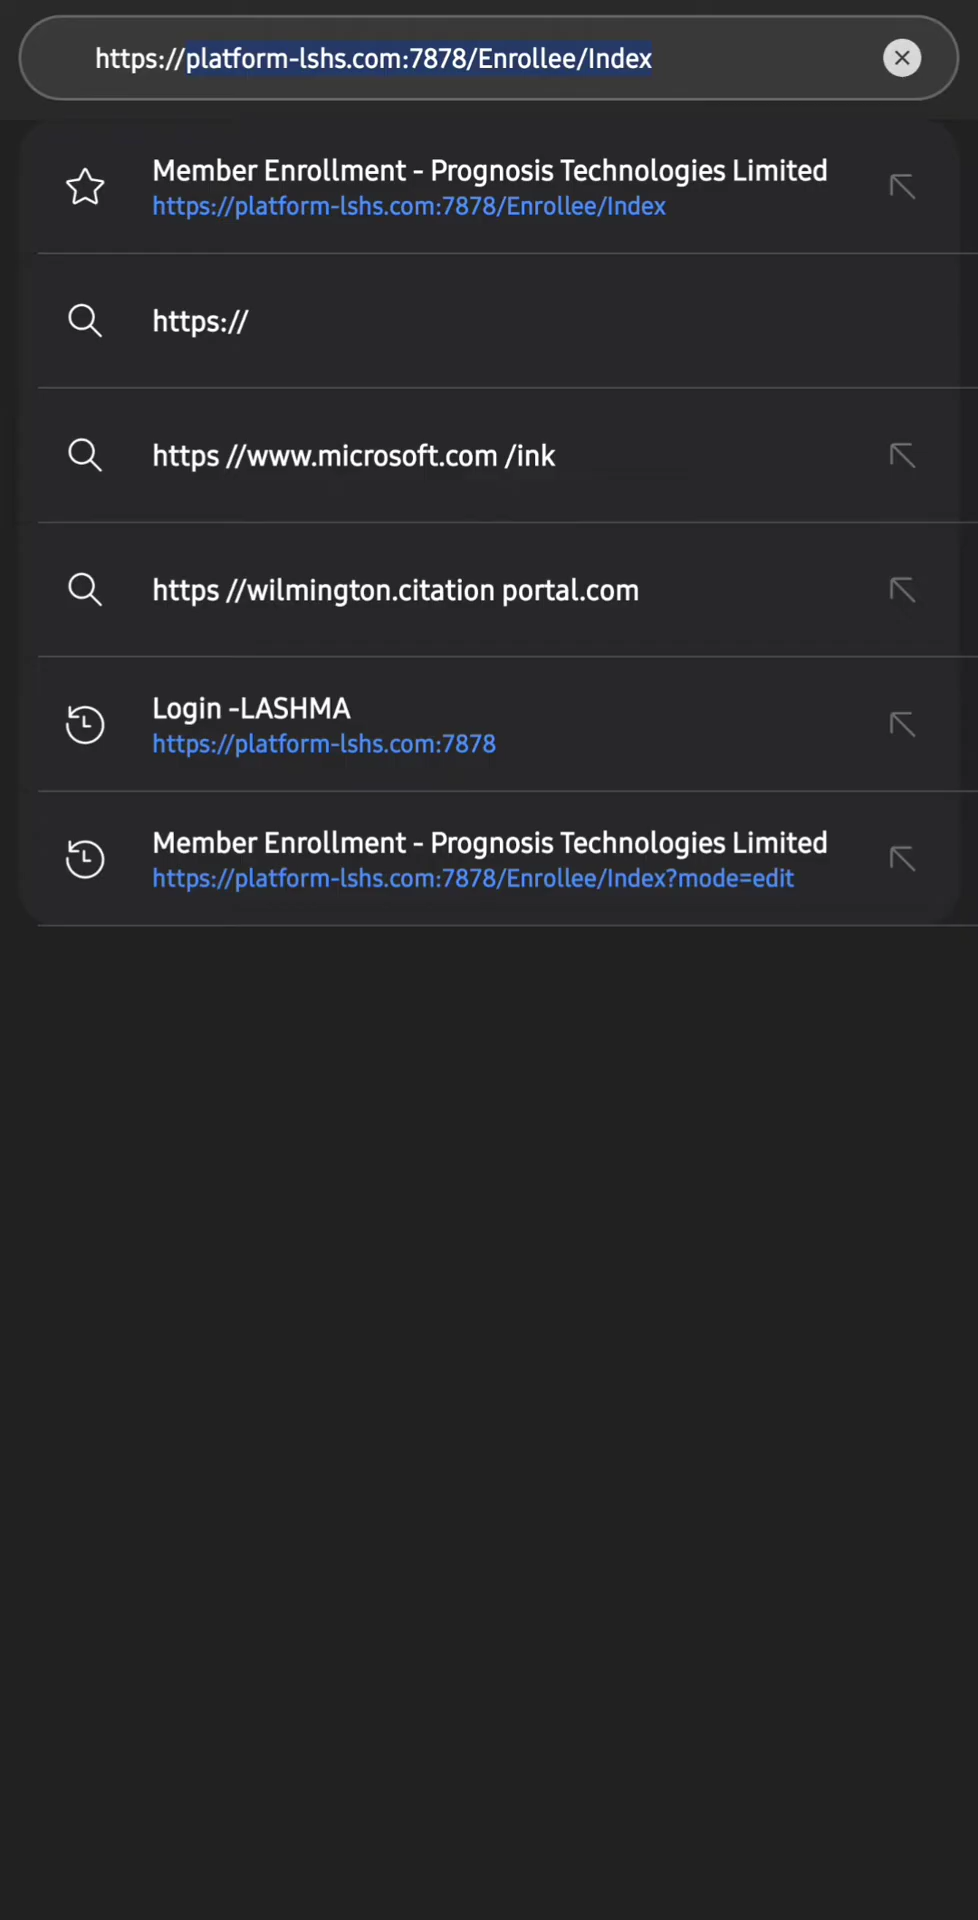 https://platform-lshs.com:7878/Enrollee/Index
Member Enrollment - Prognosis Technologies Limited
https://platform-lshs.com:7878/Enrollee/Index
https://
https //www.microsoft.com /ink
https //wilmington.citation portal.com
Login -LASHMA
https://platform-lshs.com:7878
Member Enrollment - Prognosis Technologies Limited
https://platform-lshs.com:7878/Enrollee/Index?mode=edit